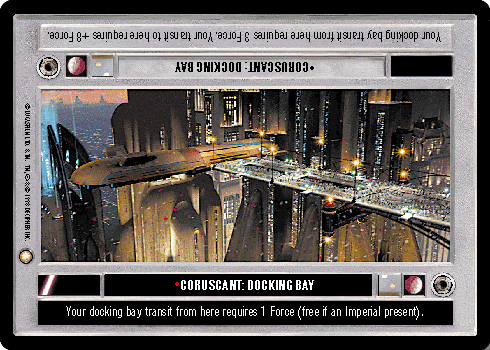 Your docking bay transit from here requires 3 Force. Your transit to here requires +8 Force.
•CORUSCANT: DOCKING BAY
•CORUSCANT: DOCKING BAY
Your docking bay transit from here requires 1 Force (free if an Imperial present).